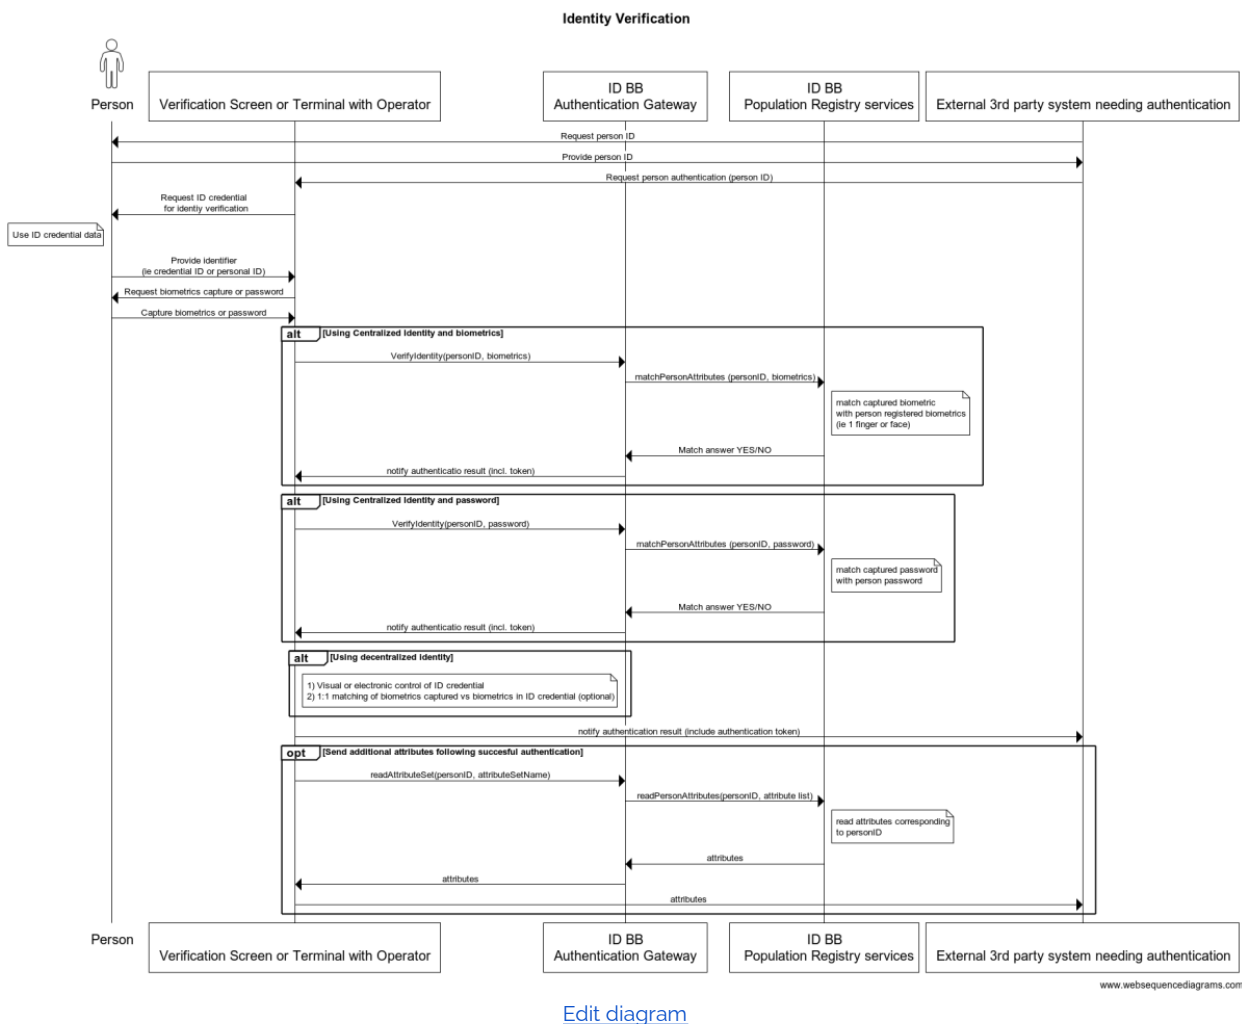 Identity Verification
Person
Verification Screen or Terminal with Operator
ID BB
Authentication Gateway
ID BB
Population Registry services
External 3rd party system needing authentication
Request person ID
Provide person ID
Request person authentication (person ID)
Request ID credential
for identiy verification
Use ID credential data
Provide identifier
(ie credential ID or personal ID)
Request biometrics capture or password
Capture biometrics or password
alt [Using Centralized identity and biometrics]
VerifyIdentity(personID, biometrics)
matchPersonAttributes (personID, biometrics)
match captured biometric
with person registered biometrics
(ie 1 finger or face)
Match answer YES/NO
notify authenticatio result (incl. token)
alt [Using Centralized identity and password]
VerifyIdentity(personID, password)
matchPersonAttributes (personID, password)
match captured password
with person password
Match answer YES/NO
notify authenticatio result (incl. token)
alt [Using decentralized identity]
1) Visual or electronic control of ID credential
2) 1:1 matching of biometrics captured vs biometrics in ID credential (optional)
notify authentication result (include authentication token)
opt [Send additional attributes following succesful authentication]
readAttributeSet(personID, attributeSetName)
readPersonAttributes(personID, attribute list)
read attributes corresponding
to personID
attributes
attributes
attributes
Person
Verification Screen or Terminal with Operator
ID BB
Authentication Gateway
ID BB
Population Registry services
External 3rd party system needing authentication
www.websequencediagrams.com
Edit diagram